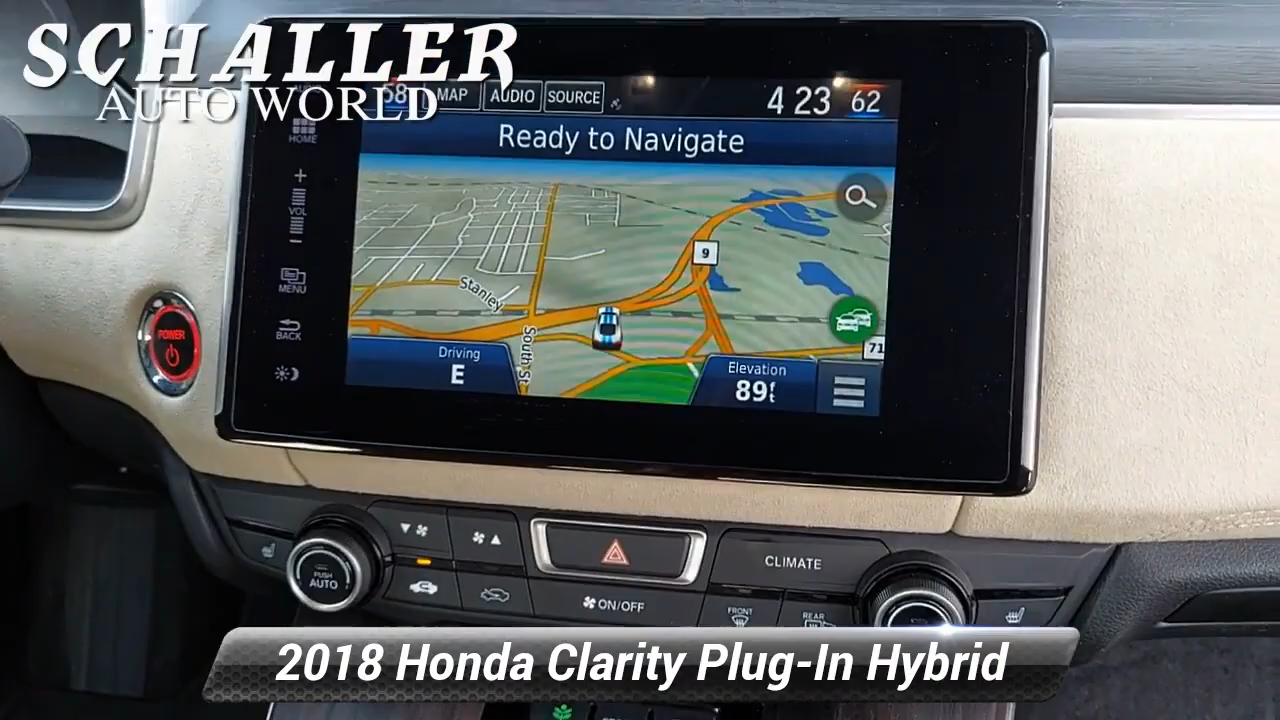 SCHALLER
AUTO WORLD
58 MAP AUDIO SOURCE 4 23 62
HOME
Ready to Navigate
+
VOL
−
9
MENU
Stanley
BACK
POWER
South St
71
Driving
E
Elevation
89 ft
CLIMATE
PUSH
AUTO
ON/OFF
FRONT
REAR
2018 Honda Clarity Plug-In Hybrid